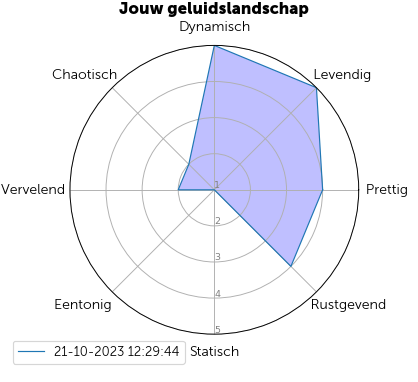 Jouw geluidslandschap
Dynamisch
Chaotisch
Levendig
Vervelend
1
Prettig
2
3
4
Eentonig
Rustgevend
5
21-10-2023 12:29:44
Statisch